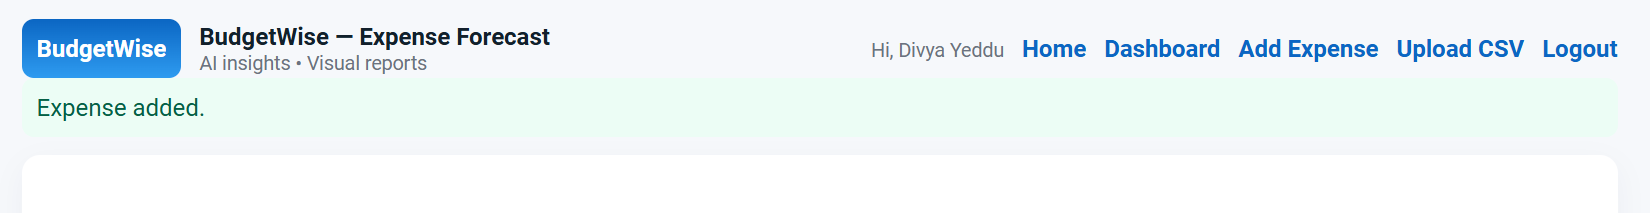 BudgetWise
BudgetWise — Expense Forecast
AI insights • Visual reports
Hi, Divya Yeddu Home Dashboard Add Expense Upload CSV Logout
Expense added.